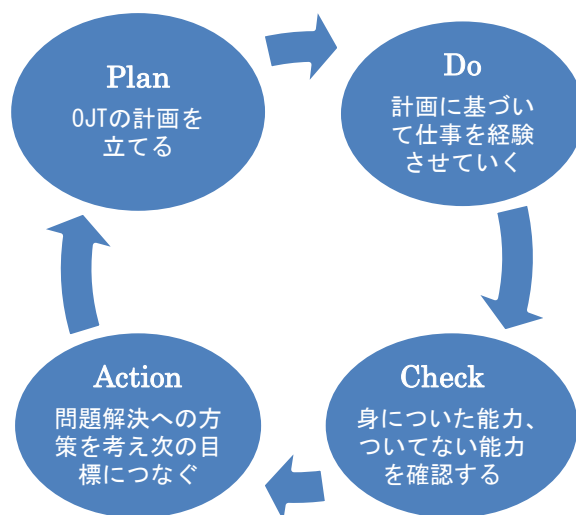 Plan
OJTの計画を
立てる
Do
計画に基づい
て仕事を経験
させていく
Check
身についた能力、
ついてない能力
を確認する
Action
問題解決への方
策を考え次の目
標につなぐ